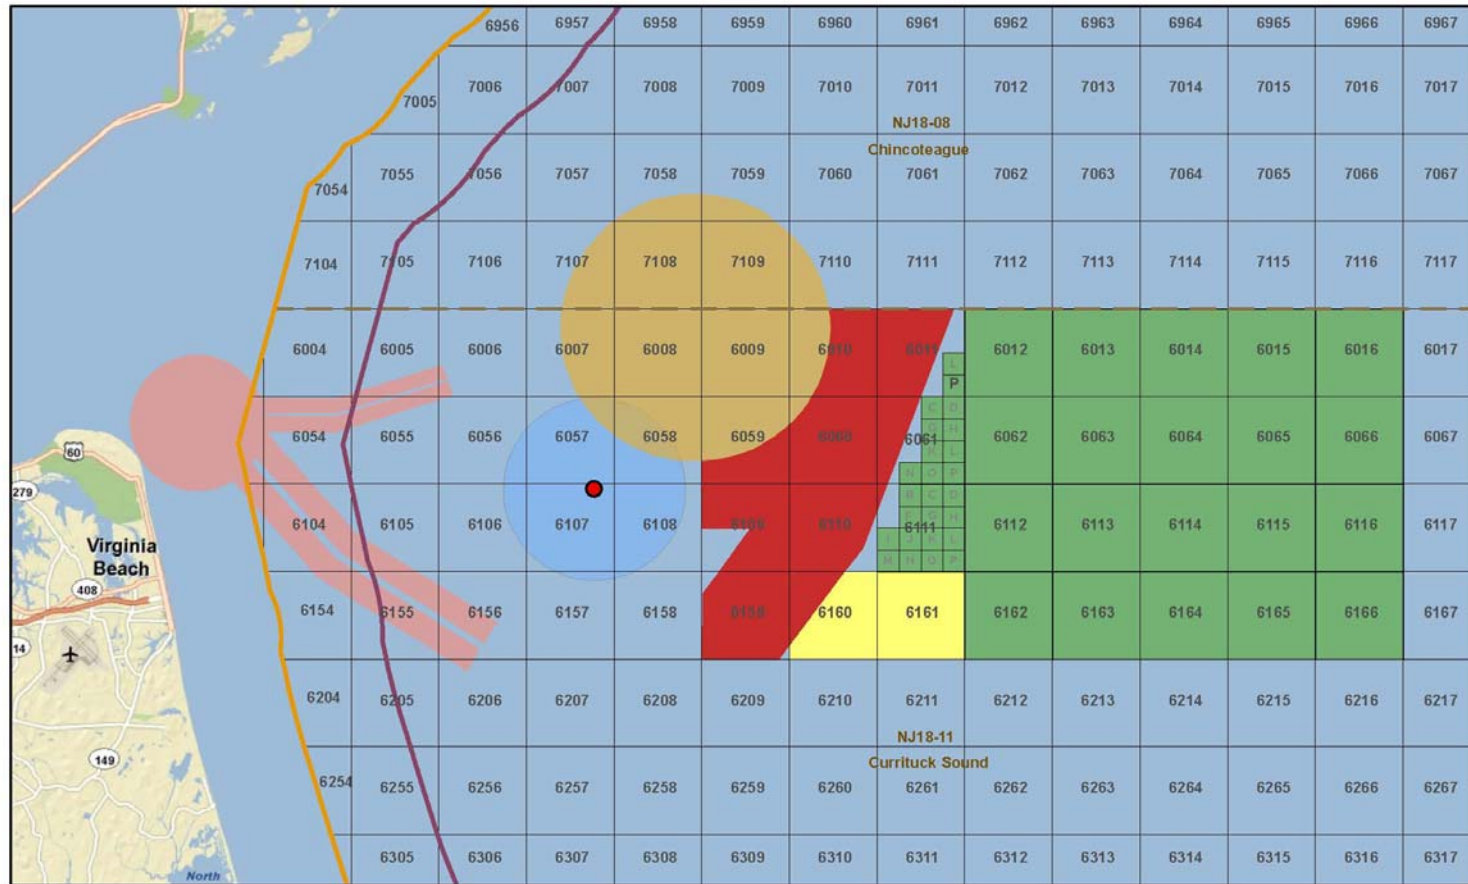 6956 6957 6958 6959 6960 6961 6962 6963 6964 6965 6966 6967
7005 7006 7007 7008 7009 7010 7011 7012 7013 7014 7015 7016 7017
NJ18-08
Chincoteague
7054 7055 7056 7057 7058 7059 7060 7061 7062 7063 7064 7065 7066 7067
7104 7105 7106 7107 7108 7109 7110 7111 7112 7113 7114 7115 7116 7117
6004 6005 6006 6007 6008 6009 6010 6011 6012 6013 6014 6015 6016 6017
L
P
C D
6054 6055 6056 6057 6058 6059 6060 6061 G H 6062 6063 6064 6065 6066 6067
K L
60
N O P
279
B C D
6104 6105 6106 6107 6108 6109 6110 6111 F G H 6112 6113 6114 6115 6116 6117
I J K L
Virginia
Beach
M N O P
408
6154 6155 6156 6157 6158 6159 6160 6161 6162 6163 6164 6165 6166 6167
14
6204 6205 6206 6207 6208 6209 6210 6211 6212 6213 6214 6215 6216 6217
NJ18-11
Currituck Sound
149
6254 6255 6256 6257 6258 6259 6260 6261 6262 6263 6264 6265 6266 6267
6305 6306 6307 6308 6309 6310 6311 6312 6313 6314 6315 6316 6317
North